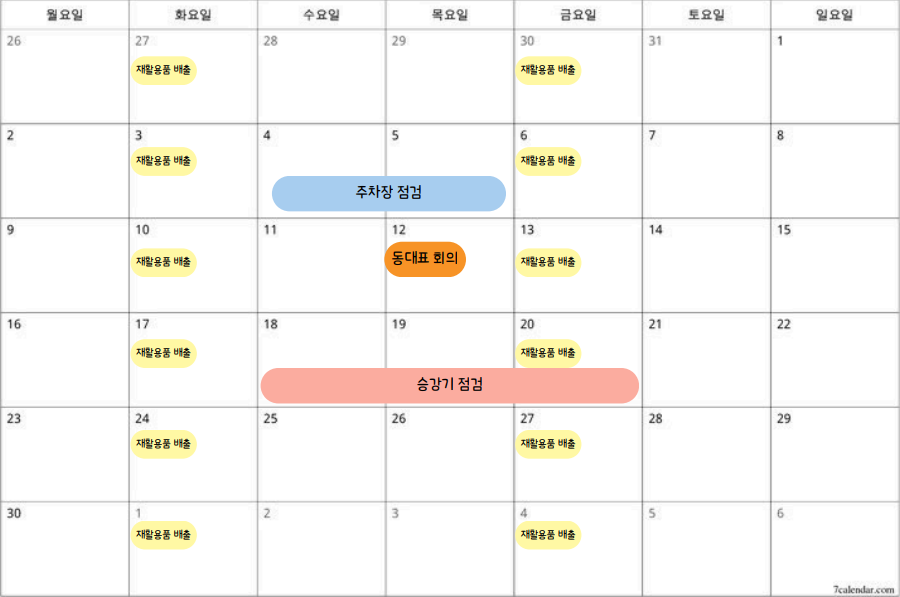 월요일 화요일 수요일 목요일 금요일 토요일 일요일
26 27 28 29 30 31 1
재활용품 배출 재활용품 배출
2 3 4 5 6 7 8
재활용품 배출 재활용품 배출
주차장 점검
9 10 11 12 13 14 15
재활용품 배출 동대표 회의 재활용품 배출
16 17 18 19 20 21 22
재활용품 배출 재활용품 배출
승강기 점검
23 24 25 26 27 28 29
재활용품 배출 재활용품 배출
30 1 2 3 4 5 6
재활용품 배출 재활용품 배출
7calendar.com